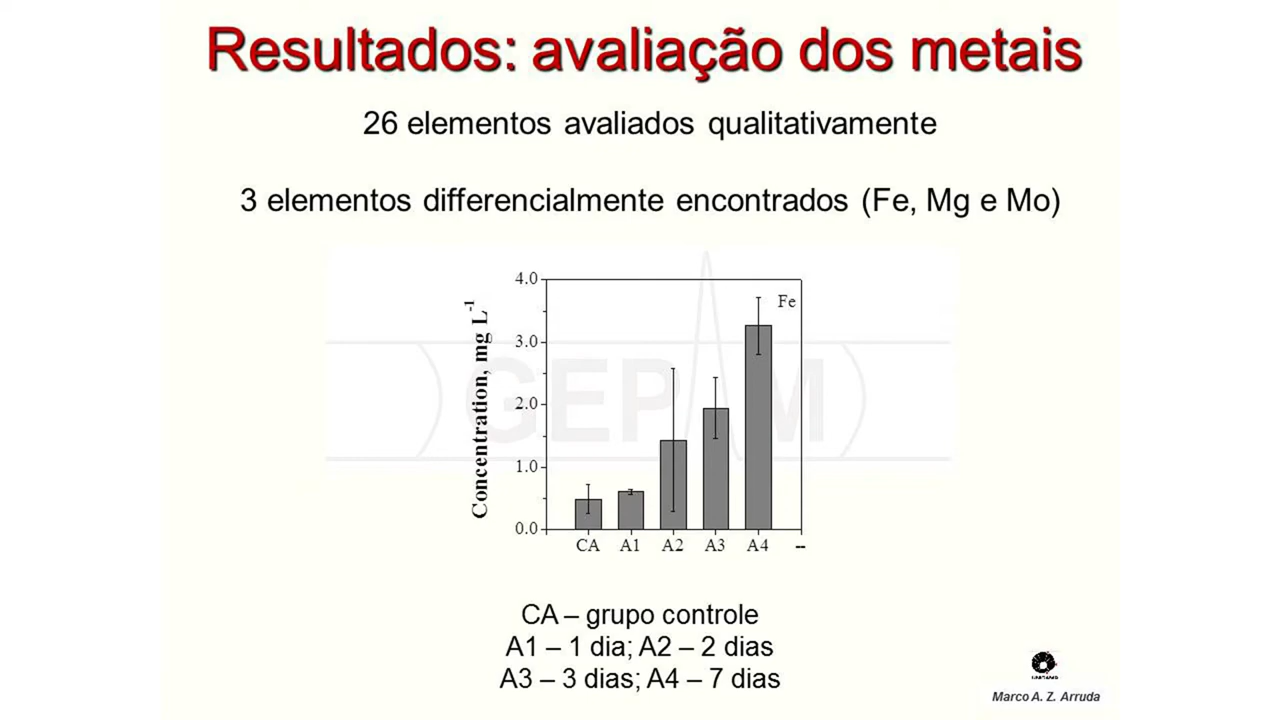 Resultados: avaliação dos metais
26 elementos avaliados qualitativamente
3 elementos differencialmente encontrados (Fe, Mg e Mo)
GEPAM
Concentration, mg L⁻¹
4.0
3.0
2.0
1.0
0.0
Fe
CA A1 A2 A3 A4 --
CA – grupo controle
A1 – 1 dia; A2 – 2 dias
A3 – 3 dias; A4 – 7 dias
Marco A. Z. Arruda